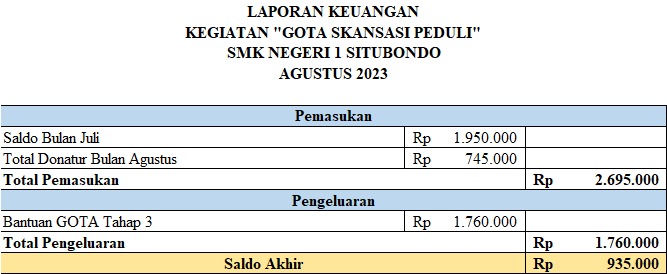 LAPORAN KEUANGAN
KEGIATAN "GOTA SKANSASI PEDULI"
SMK NEGERI 1 SITUBONDO
AGUSTUS 2023
Pemasukan
Saldo Bulan Juli Rp 1.950.000
Total Donatur Bulan Agustus Rp 745.000
Total Pemasukan Rp 2.695.000
Pengeluaran
Bantuan GOTA Tahap 3 Rp 1.760.000
Total Pengeluaran Rp 1.760.000
Saldo Akhir Rp 935.000